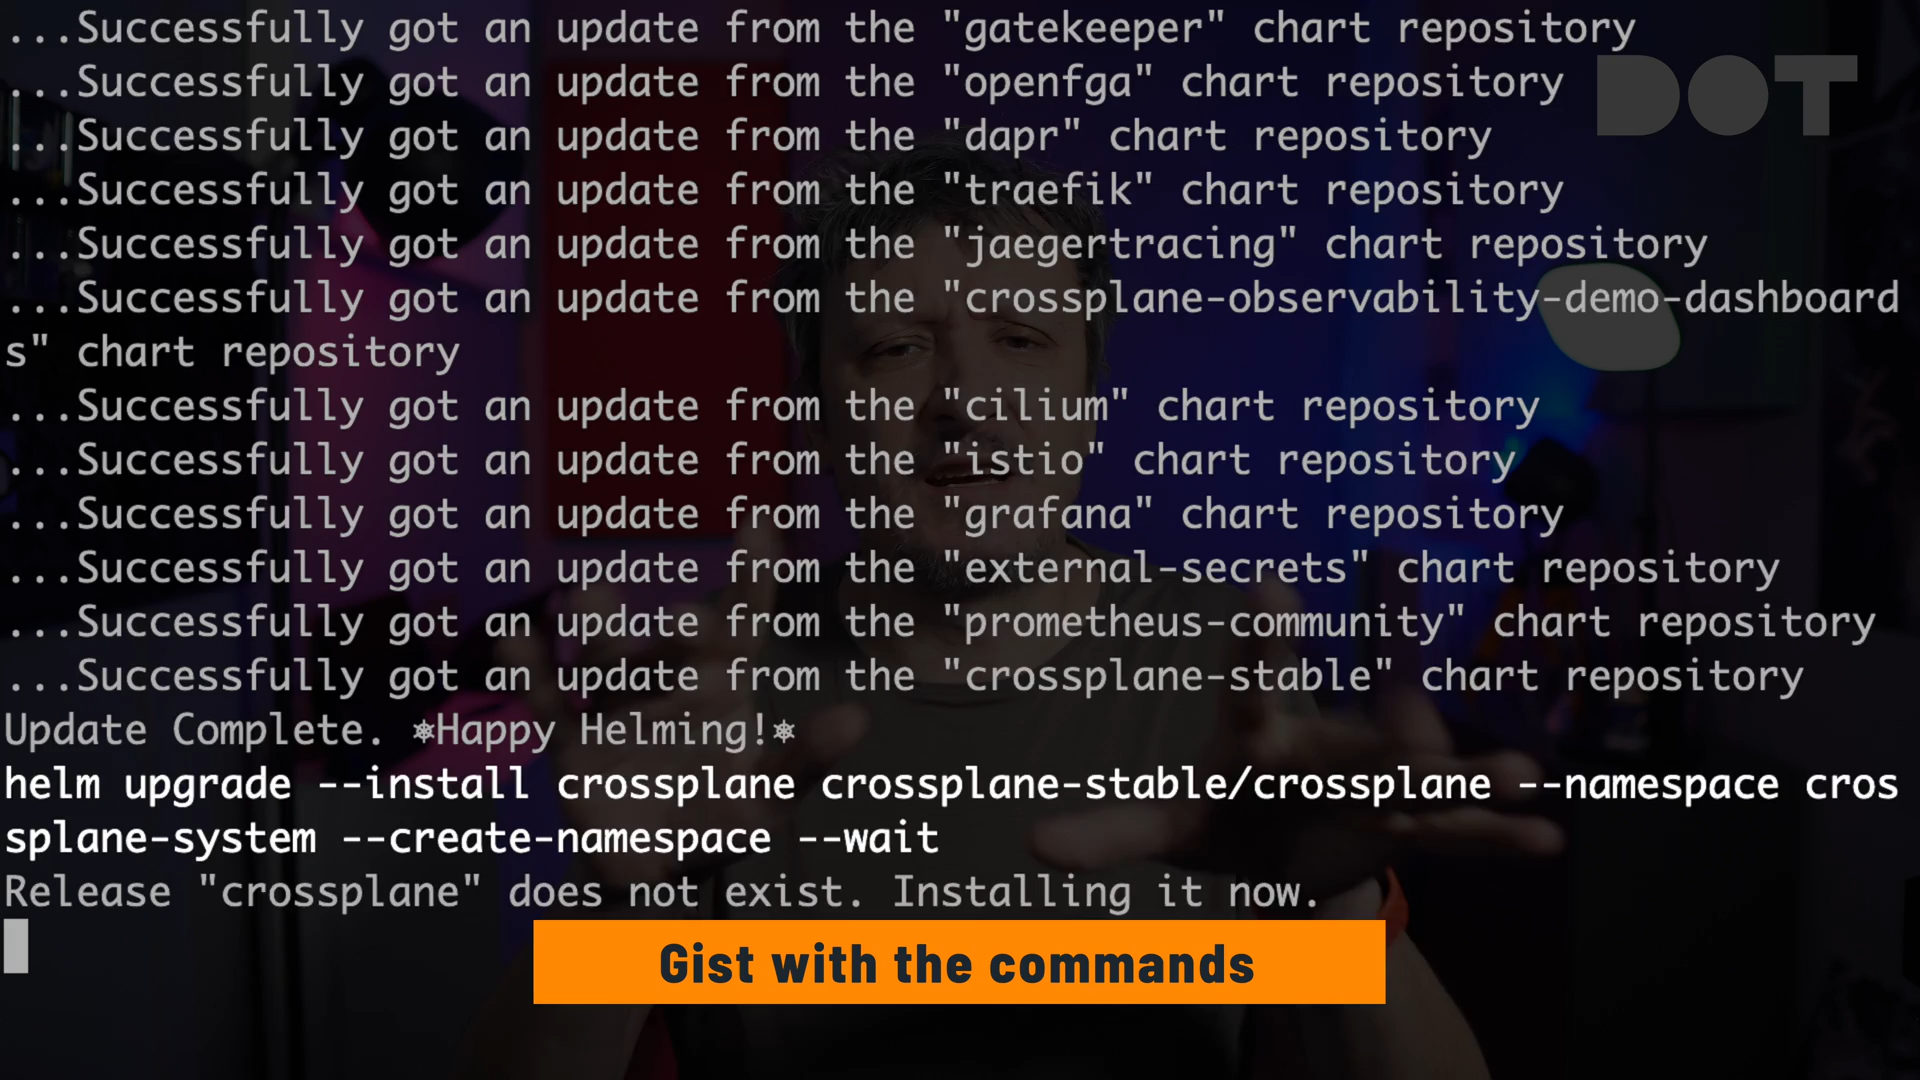 ...Successfully got an update from the "gatekeeper" chart repository
DOT
...Successfully got an update from the "openfga" chart repository
...Successfully got an update from the "dapr" chart repository
...Successfully got an update from the "traefik" chart repository
...Successfully got an update from the "jaegertracing" chart repository
...Successfully got an update from the "crossplane-observability-demo-dashboard
s" chart repository
...Successfully got an update from the "cilium" chart repository
...Successfully got an update from the "istio" chart repository
...Successfully got an update from the "grafana" chart repository
...Successfully got an update from the "external-secrets" chart repository
...Successfully got an update from the "prometheus-community" chart repository
...Successfully got an update from the "crossplane-stable" chart repository
Update Complete. ⎈Happy Helming!⎈
helm upgrade --install crossplane crossplane-stable/crossplane --namespace cros
splane-system --create-namespace --wait
Release "crossplane" does not exist. Installing it now.
Gist with the commands